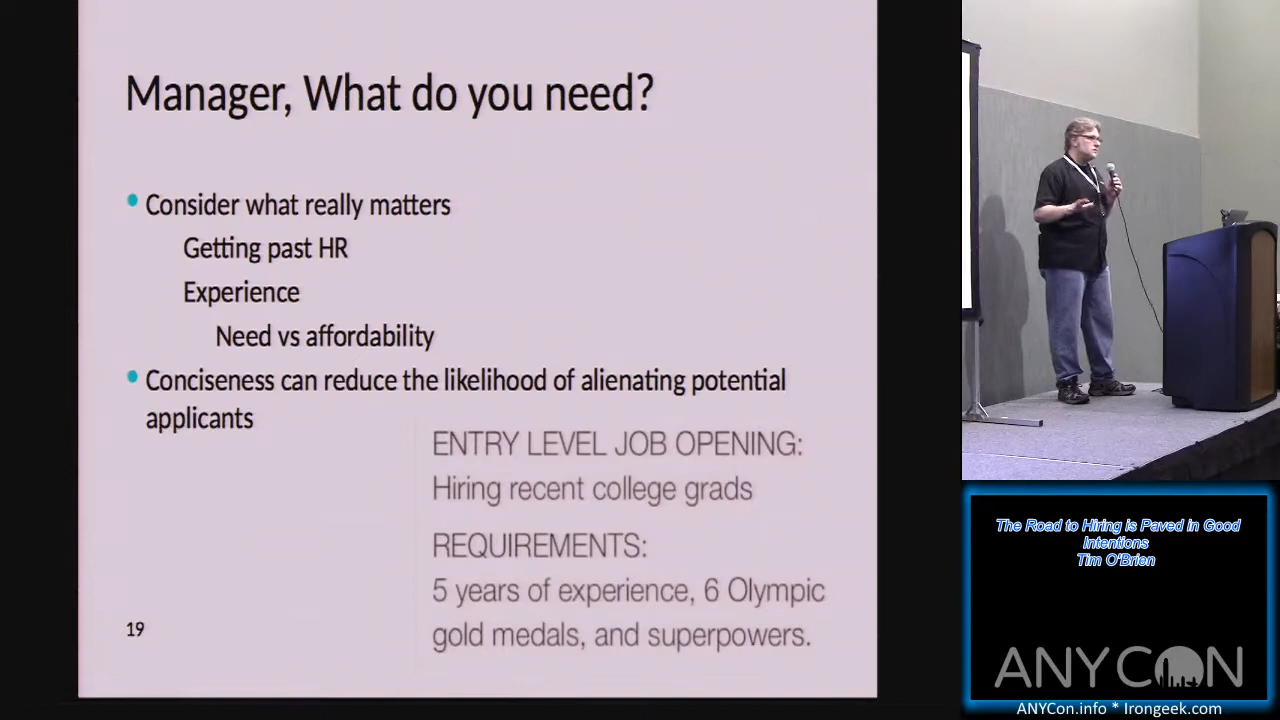 Manager, What do you need?
Consider what really matters
Getting past HR
Experience
Need vs affordability
Conciseness can reduce the likelihood of alienating potential
applicants
ENTRY LEVEL JOB OPENING:
Hiring recent college grads
REQUIREMENTS:
5 years of experience, 6 Olympic
gold medals, and superpowers.
19
The Road to Hiring is Paved in Good
Intentions
Tim O'Brien
ANYCON
ANYCon.info * Irongeek.com